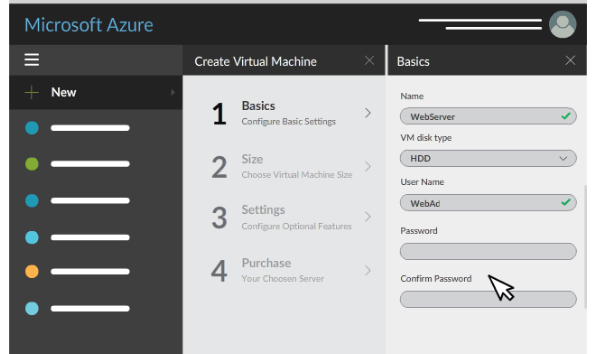 Microsoft Azure
New
Create Virtual Machine
1 Basics
Configure Basic Settings
2 Size
Choose Virtual Machine Size
3 Settings
Configure Optional Features
4 Purchase
Your Choosen Server
Basics
Name
WebServer
VM disk type
HDD
User Name
WebAd
Password
Confirm Password